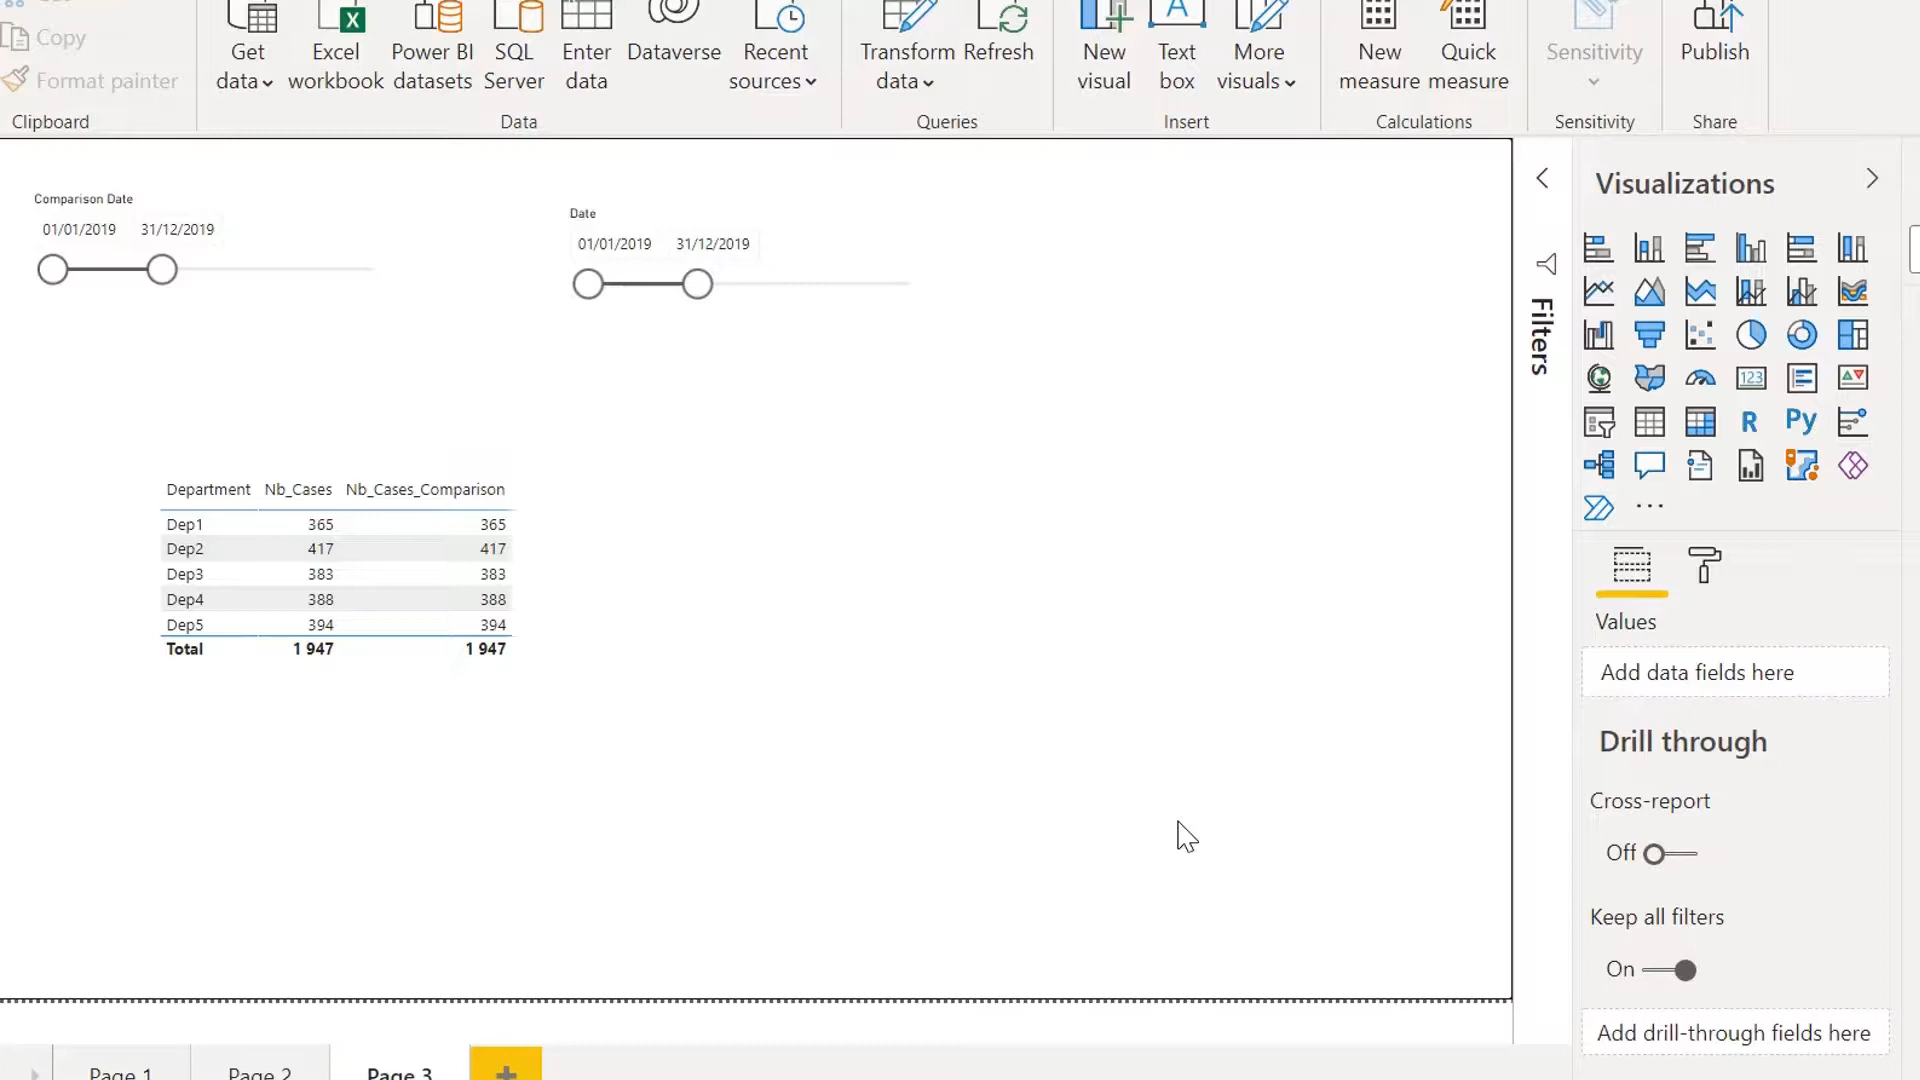 Copy
Format painter
Clipboard
Get data
Excel workbook
Power BI datasets
SQL Server
Enter data
Dataverse
Recent sources
Data
Transform data
Refresh
Queries
New visual
Text box
More visuals
Insert
New measure
Quick measure
Calculations
Sensitivity
Sensitivity
Publish
Share
Comparison Date
01/01/2019 31/12/2019
Date
01/01/2019 31/12/2019
Department Nb_Cases Nb_Cases_Comparison
Dep1 365 365
Dep2 417 417
Dep3 383 383
Dep4 388 388
Dep5 394 394
Total 1 947 1 947
Filters
Visualizations
123
R
Py
Values
Add data fields here
Drill through
Cross-report
Off
Keep all filters
On
Add drill-through fields here
Page 1
Page 2
Page 3